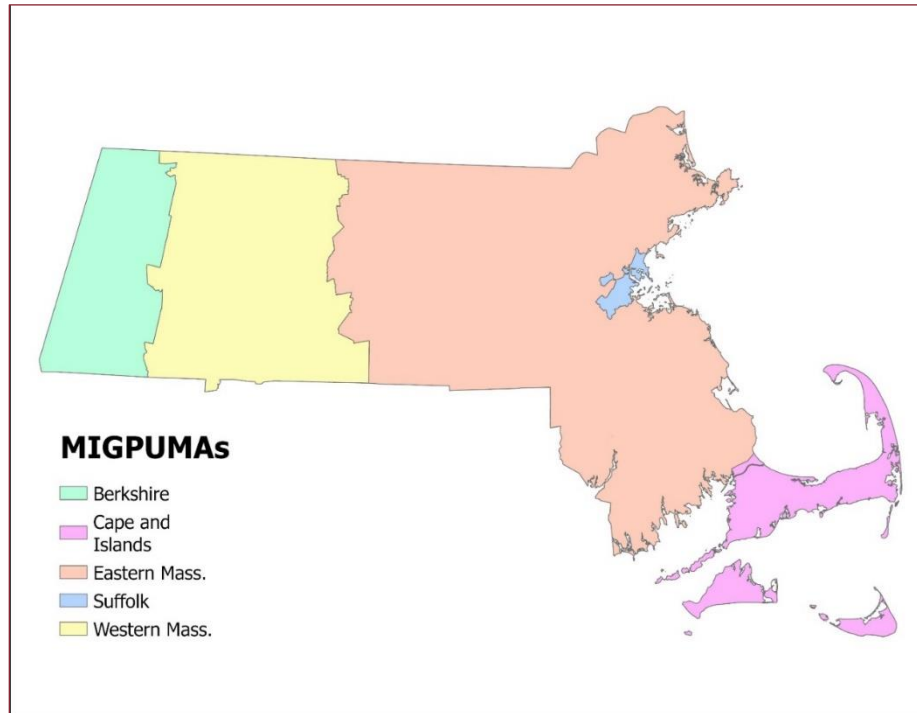 MIGPUMAs
Berkshire
Cape and
Islands
Eastern Mass.
Suffolk
Western Mass.